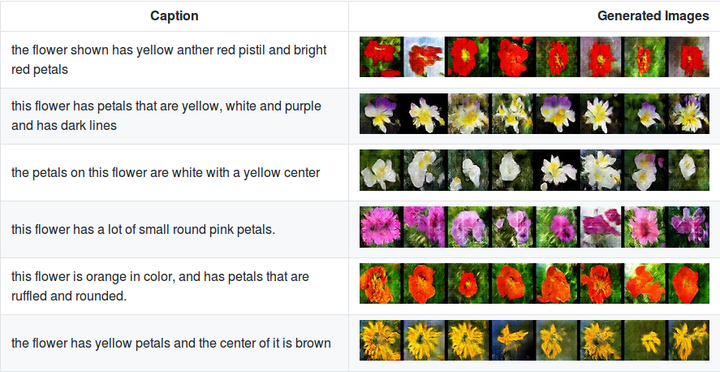 Caption
Generated Images
the flower shown has yellow anther red pistil and bright
red petals
this flower has petals that are yellow, white and purple
and has dark lines
the petals on this flower are white with a yellow center
this flower has a lot of small round pink petals.
this flower is orange in color, and has petals that are
ruffled and rounded.
the flower has yellow petals and the center of it is brown